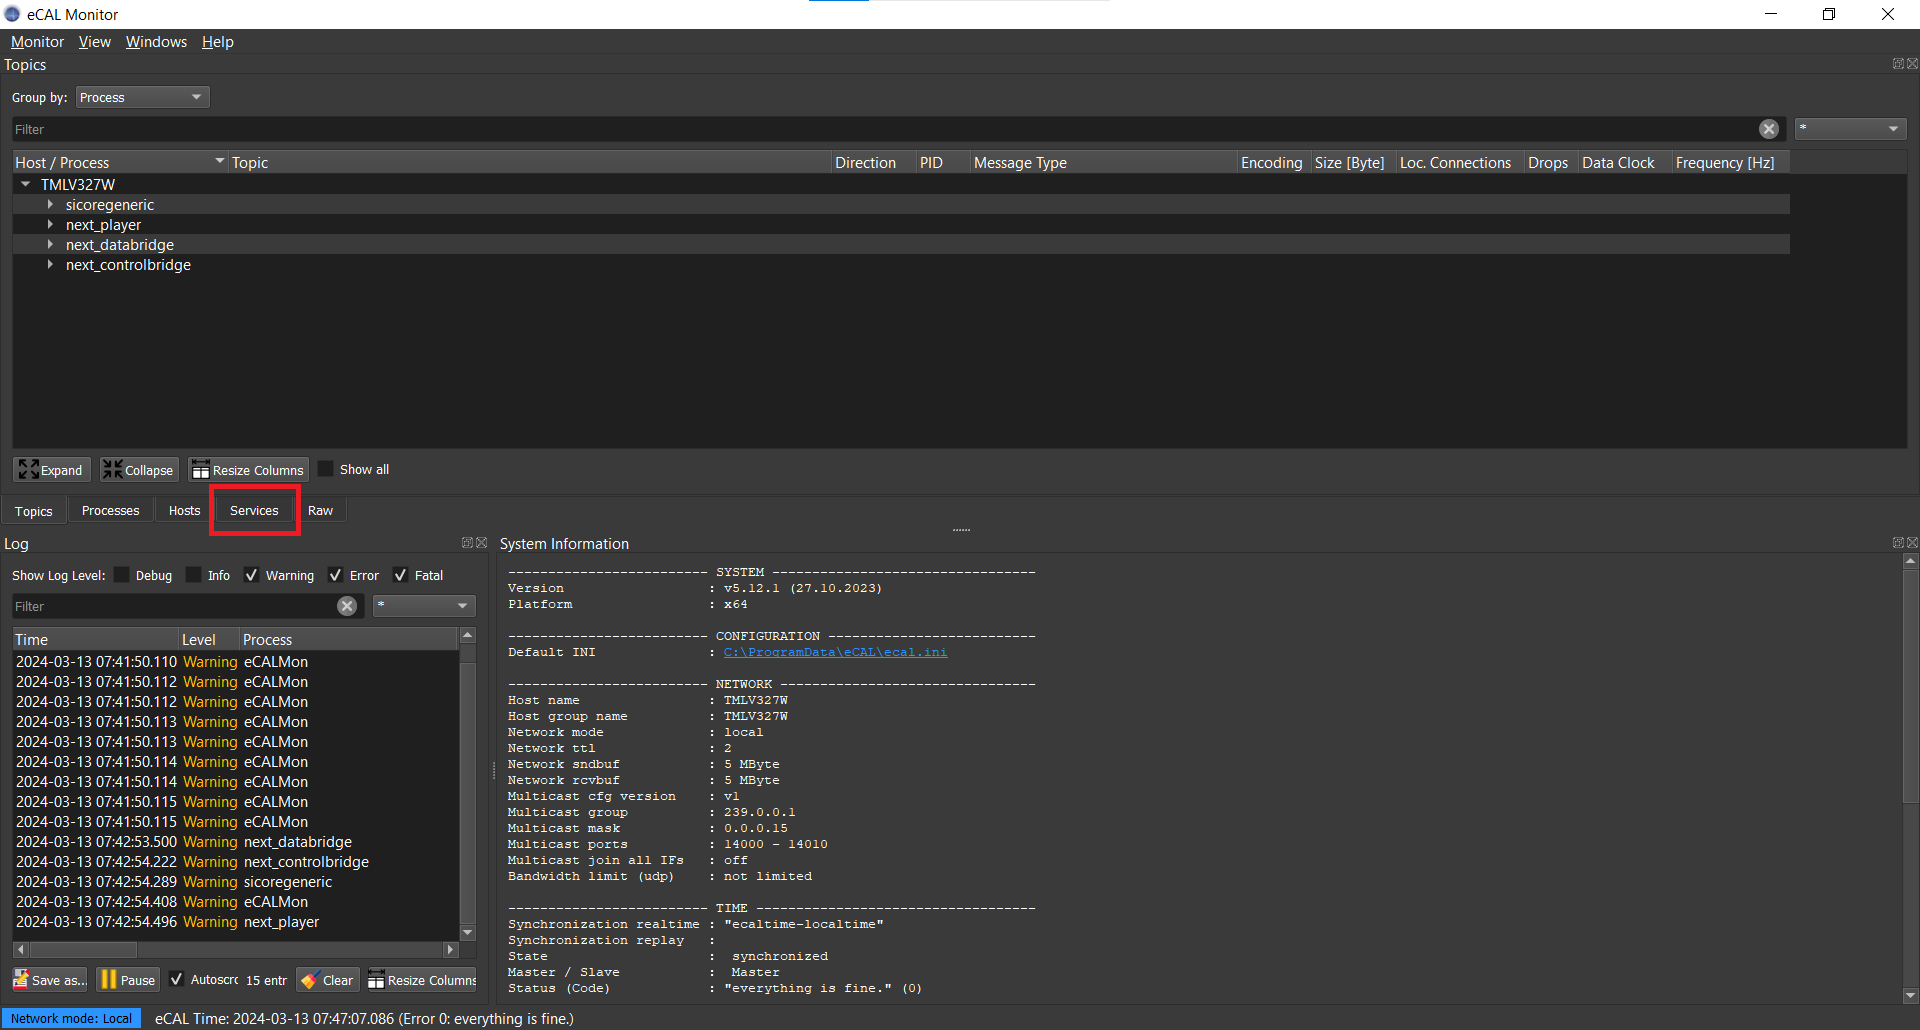 eCAL Monitor
Monitor View Windows Help
Topics
Group by: Process
Filter *
Host / Process Topic Direction PID Message Type Encoding Size [Byte] Loc. Connections Drops Data Clock Frequency [Hz]
TMLV327W
sicoregeneric
next_player
next_databridge
next_controlbridge
Expand Collapse Resize Columns Show all
Topics Processes Hosts Services Raw
Log
Show Log Level: Debug Info Warning Error Fatal
Filter *
Time Level Process
2024-03-13 07:41:50.110 Warning eCALMon
2024-03-13 07:41:50.112 Warning eCALMon
2024-03-13 07:41:50.112 Warning eCALMon
2024-03-13 07:41:50.113 Warning eCALMon
2024-03-13 07:41:50.113 Warning eCALMon
2024-03-13 07:41:50.114 Warning eCALMon
2024-03-13 07:41:50.114 Warning eCALMon
2024-03-13 07:41:50.115 Warning eCALMon
2024-03-13 07:41:50.115 Warning eCALMon
2024-03-13 07:42:53.500 Warning next_databridge
2024-03-13 07:42:54.222 Warning next_controlbridge
2024-03-13 07:42:54.289 Warning sicoregeneric
2024-03-13 07:42:54.408 Warning eCALMon
2024-03-13 07:42:54.496 Warning next_player
Save as... Pause Autoscrc 15 entr Clear Resize Columns
System Information
------------------------- SYSTEM ---------------------------------
Version : v5.12.1 (27.10.2023)
Platform : x64
------------------------- CONFIGURATION --------------------------
Default INI : C:\ProgramData\eCAL\ecal.ini
------------------------- NETWORK --------------------------------
Host name : TMLV327W
Host group name : TMLV327W
Network mode : local
Network ttl : 2
Network sndbuf : 5 MByte
Network rcvbuf : 5 MByte
Multicast cfg version : v1
Multicast group : 239.0.0.1
Multicast mask : 0.0.0.15
Multicast ports : 14000 - 14010
Multicast join all IFs : off
Bandwidth limit (udp) : not limited
------------------------- TIME -----------------------------------
Synchronization realtime : "ecaltime-localtime"
Synchronization replay :
State : synchronized
Master / Slave : Master
Status (Code) : "everything is fine." (0)
Network mode: Local eCAL Time: 2024-03-13 07:47:07.086 (Error 0: everything is fine.)